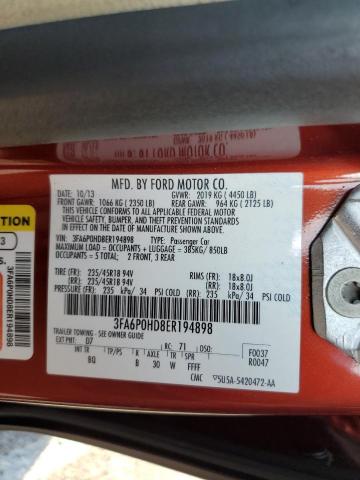 MFD. BY FORD MOTOR CO.
DATE: 10/13 GVWR: 2019 KG ( 4450 LB)
FRONT GAWR: 1066 KG ( 2350 LB) REAR GAWR: 964 KG ( 2125 LB)
THIS VEHICLE CONFORMS TO ALL APPLICABLE FEDERAL MOTOR
VEHICLE SAFETY, BUMPER, AND THEFT PREVENTION STANDARDS
IN EFFECT ON THE DATE OF MANUFACTURE SHOWN ABOVE.
VIN: 3FA6P0HD8ER194898 TYPE: Passenger Car
MAXIMUM LOAD = OCCUPANTS + LUGGAGE = 385KG/ 850LB
OCCUPANTS = 5 TOTAL: 2 FRONT, 3 REAR
TIRE (FR): 235/45R18 94V RIMS (FR): 18x8.0J
TIRE (RR): 235/45R18 94V RIMS (RR): 18x8.0J
PRESSURE (FR): 235 kPa/ 34 PSI COLD (RR): 235 kPa/ 34 PSI COLD
3FA6P0HD8ER194898
TRAILER TOWING - SEE OWNER GUIDE
EXT PNT: D7 RC: 71 DSO: F0037
INT TR TP/PS R AXLE TR SPR R0047
BQ B 30 W FFFF
CMC 5U5A-5420472-AA
3FA6P0HD8ER194898